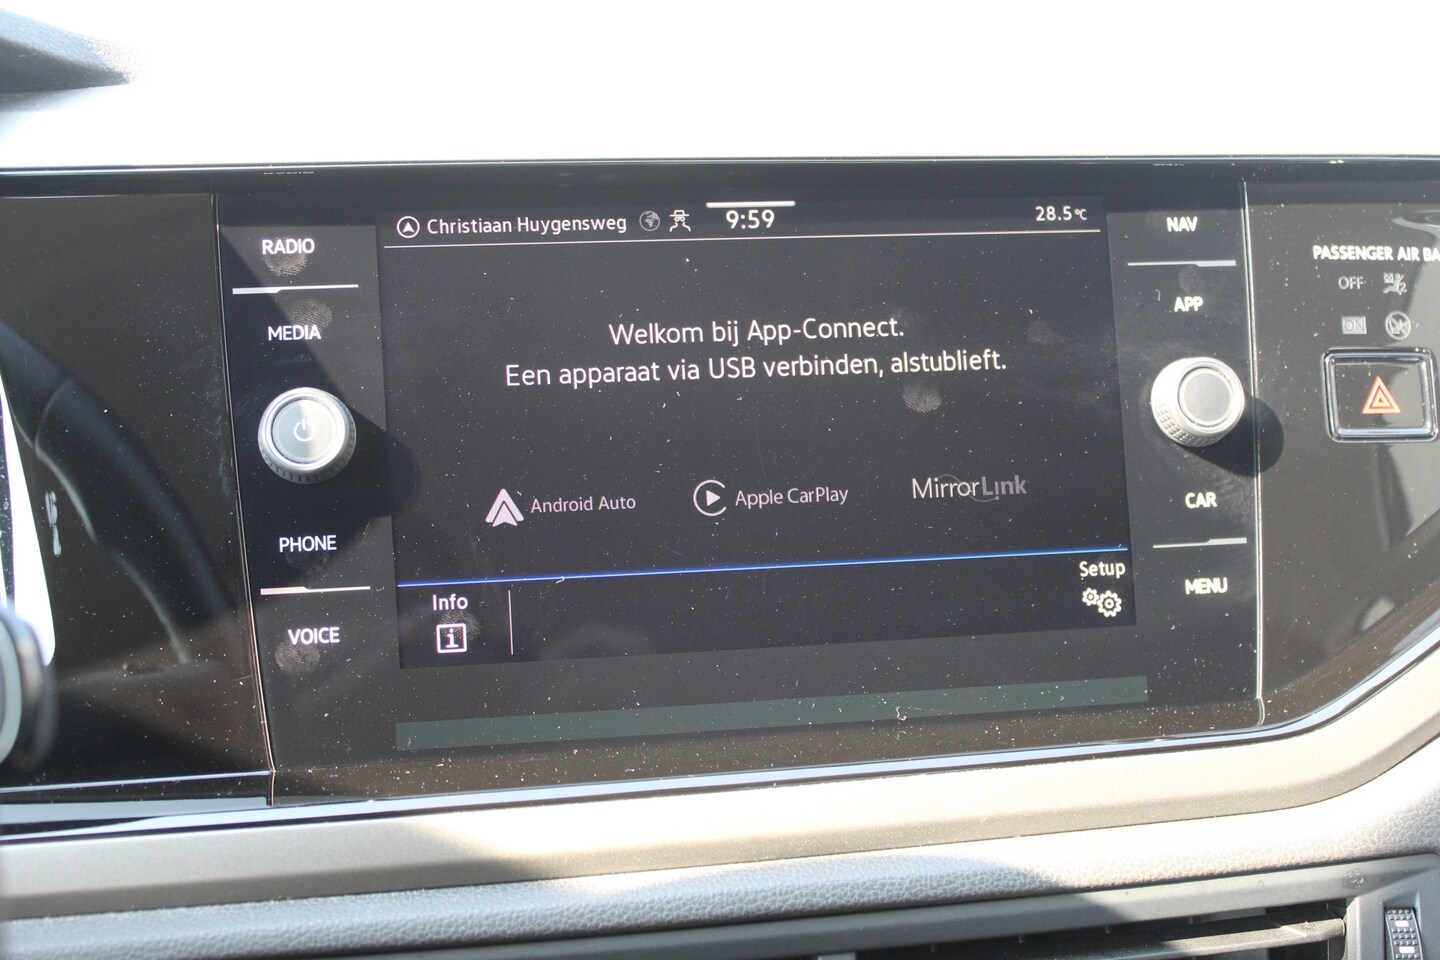 RADIO
MEDIA
PHONE
VOICE
Christiaan Huygensweg
9:59
28.5°C
Welkom bij App-Connect.
Een apparaat via USB verbinden, alstublieft.
Android Auto
Apple CarPlay
MirrorLink
Info
i
Setup
NAV
APP
CAR
MENU
PASSENGER AIR BA
OFF
ON